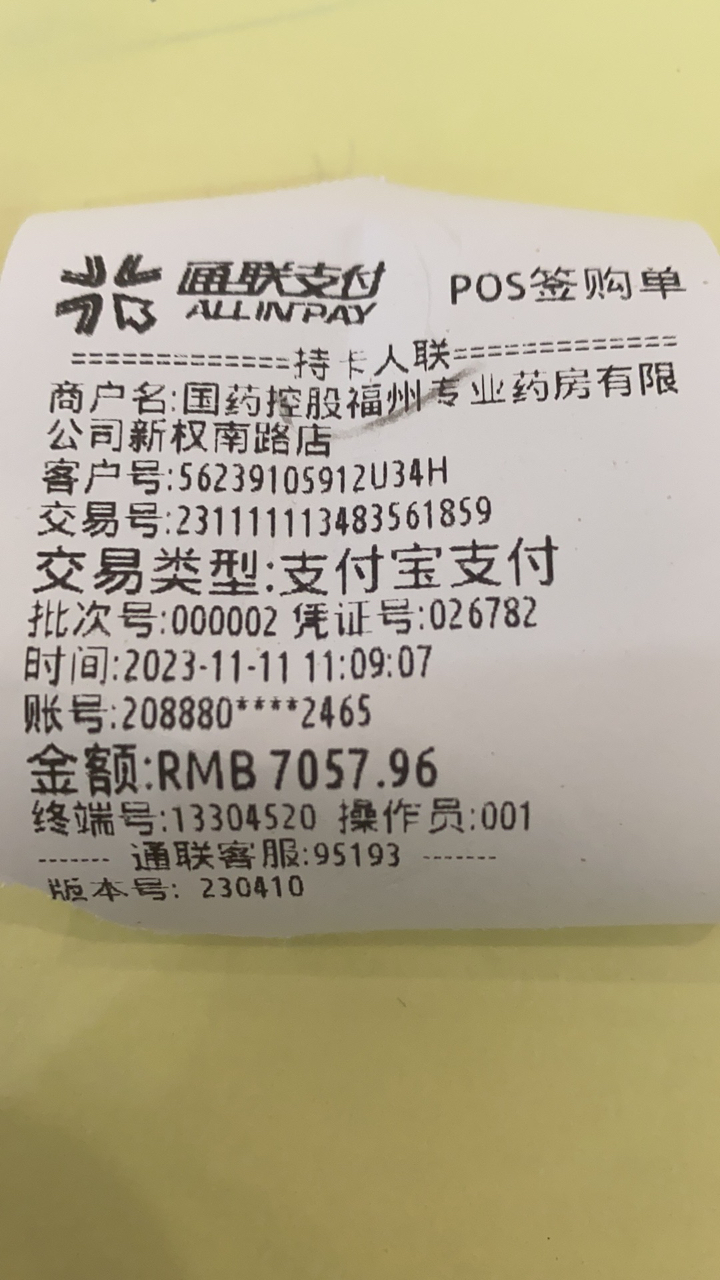 通联支付 POS签购单
ALLINPAY
=============持卡人联=============
商户名:国药控股福州专业药房有限
公司新权南路店
客户号:56239105912U34H
交易号:231111113483561859
交易类型:支付宝支付
批次号:000002 凭证号:026782
时间:2023-11-11 11:09:07
账号:208880****2465
金额:RMB 7057.96
终端号:13304520 操作员:001
------- 通联客服:95193 -------
版本号: 230410